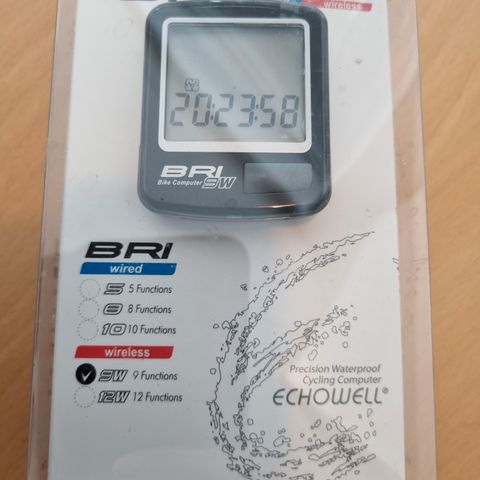 wireless
20:23:58
BRI
Bike Computer 9W
BRI
wired
5 5 Functions
8 8 Functions
10 10 Functions
wireless
9W 9 Functions
12W 12 Functions
Precision Waterproof
Cycling Computer
ECHOWELL®